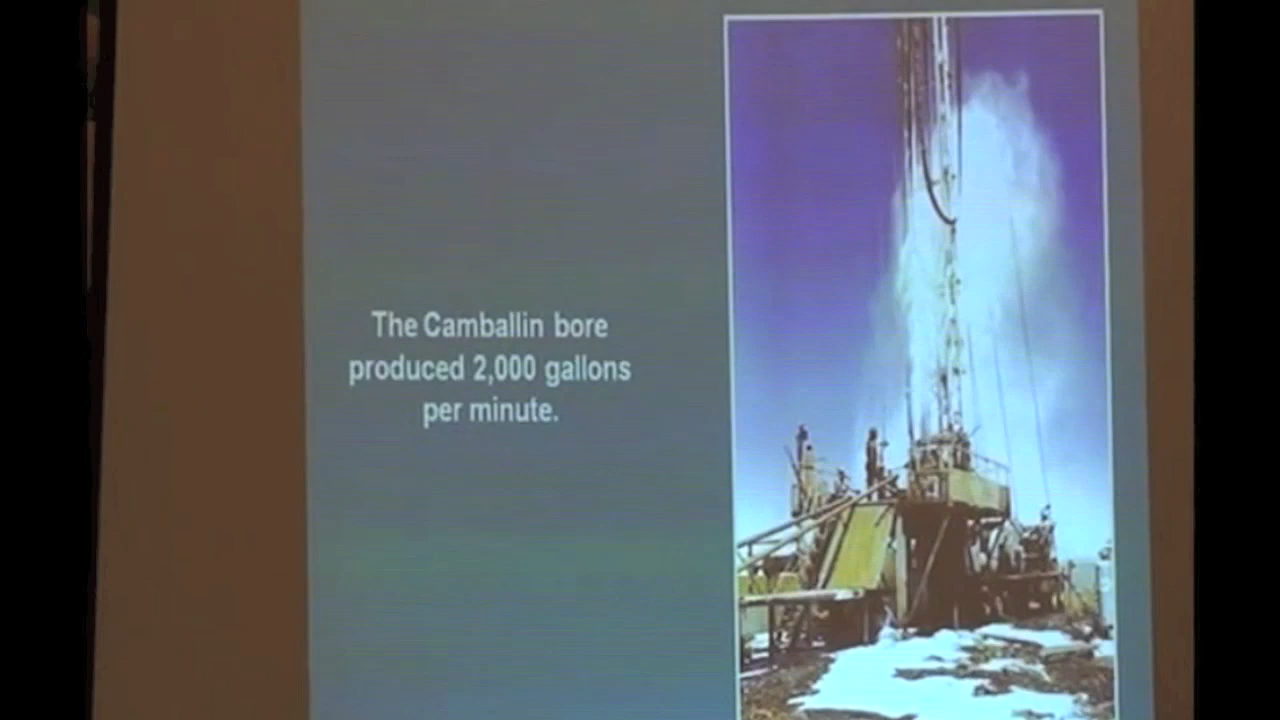 The Camballin bore
produced 2,000 gallons
per minute.